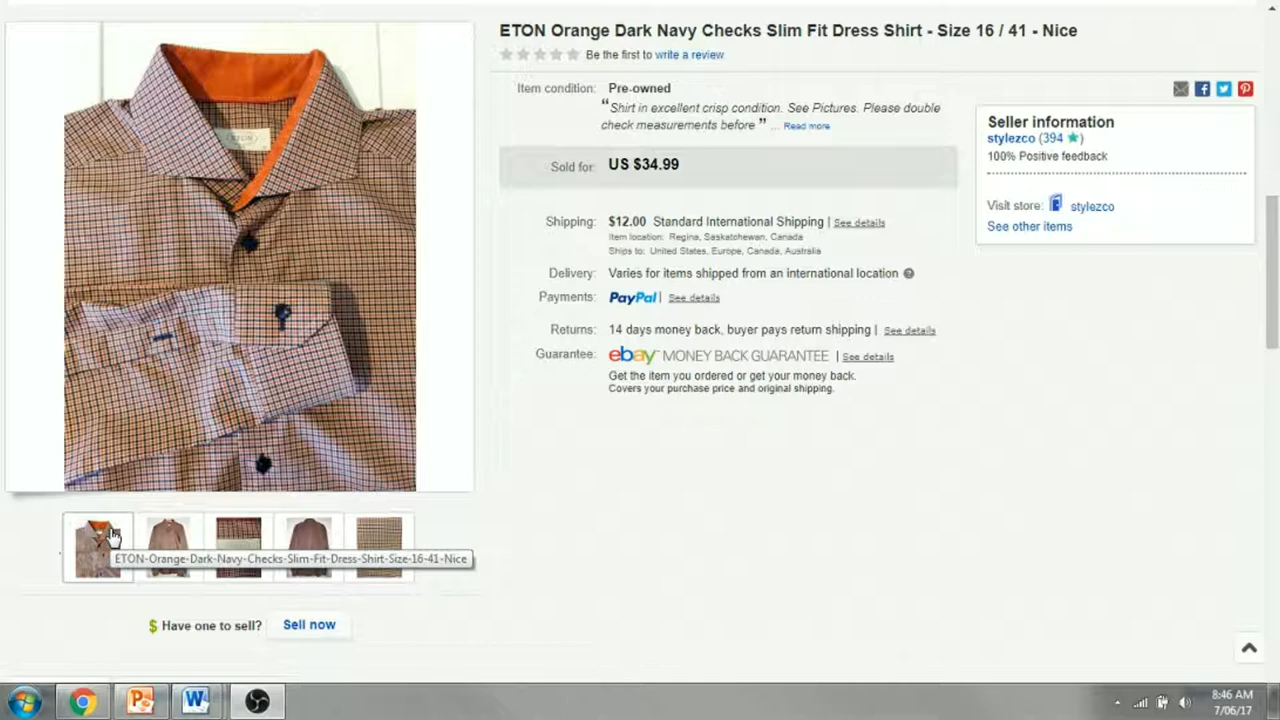 ETON Orange Dark Navy Checks Slim Fit Dress Shirt - Size 16 / 41 - Nice
Be the first to write a review
Item condition: Pre-owned
“Shirt in excellent crisp condition. See Pictures. Please double
check measurements before ” ... Read more
Sold for: US $34.99
Shipping: $12.00 Standard International Shipping | See details
Item location: Regina, Saskatchewan, Canada
Ships to: United States, Europe, Canada, Australia
Delivery: Varies for items shipped from an international location
Payments: PayPal | See details
Returns: 14 days money back, buyer pays return shipping | See details
Guarantee: ebay MONEY BACK GUARANTEE | See details
Get the item you ordered or get your money back.
Covers your purchase price and original shipping.
Seller information
stylezco (394 ★)
100% Positive feedback
Visit store: stylezco
See other items
ETON
ETON-Orange-Dark-Navy-Checks-Slim-Fit-Dress-Shirt-Size-16-41-Nice
$ Have one to sell? Sell now
8:46 AM
7/06/17